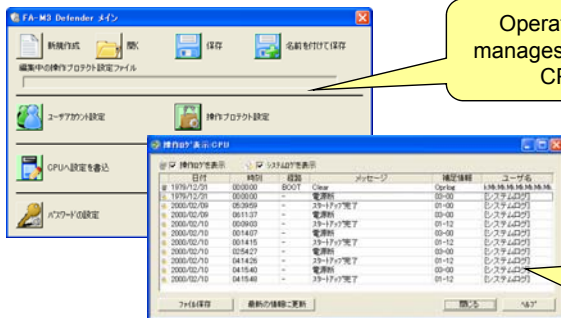 FA-M3 Defender メイン
新規作成
開く
保存
名前を付けて保存
編集中の操作プロテクト設定ファイル
ユーザアカウント設定
操作プロテクト設定
CPUへ設定を書込
パスワードの設定
Operat
manages
CP
操作ログ表示:CPU
操作ログを表示
システムログを表示
日付 時刻 経路 メッセージ 補足情報 ユーザ名
1979/12/31 00:00:00 BOOT Clear Oprlog
1979/12/31 00:00:00 - 電源断 00-00 [システムログ]
2000/02/09 05:39:59 - スタートアップ完了 01-00 [システムログ]
2000/02/09 06:11:37 - 電源断 00-00 [システムログ]
2000/02/10 00:09:03 - スタートアップ完了 01-12 [システムログ]
2000/02/10 00:14:07 - 電源断 00-00 [システムログ]
2000/02/10 00:14:15 - スタートアップ完了 01-12 [システムログ]
2000/02/10 02:54:27 - 電源断 00-00 [システムログ]
2000/02/10 04:14:26 - スタートアップ完了 01-12 [システムログ]
2000/02/10 04:15:40 - 電源断 00-00 [システムログ]
2000/02/10 04:15:48 - スタートアップ完了 01-12 [システムログ]
ファイル保存
最新の情報に更新
閉じる
ヘルプ